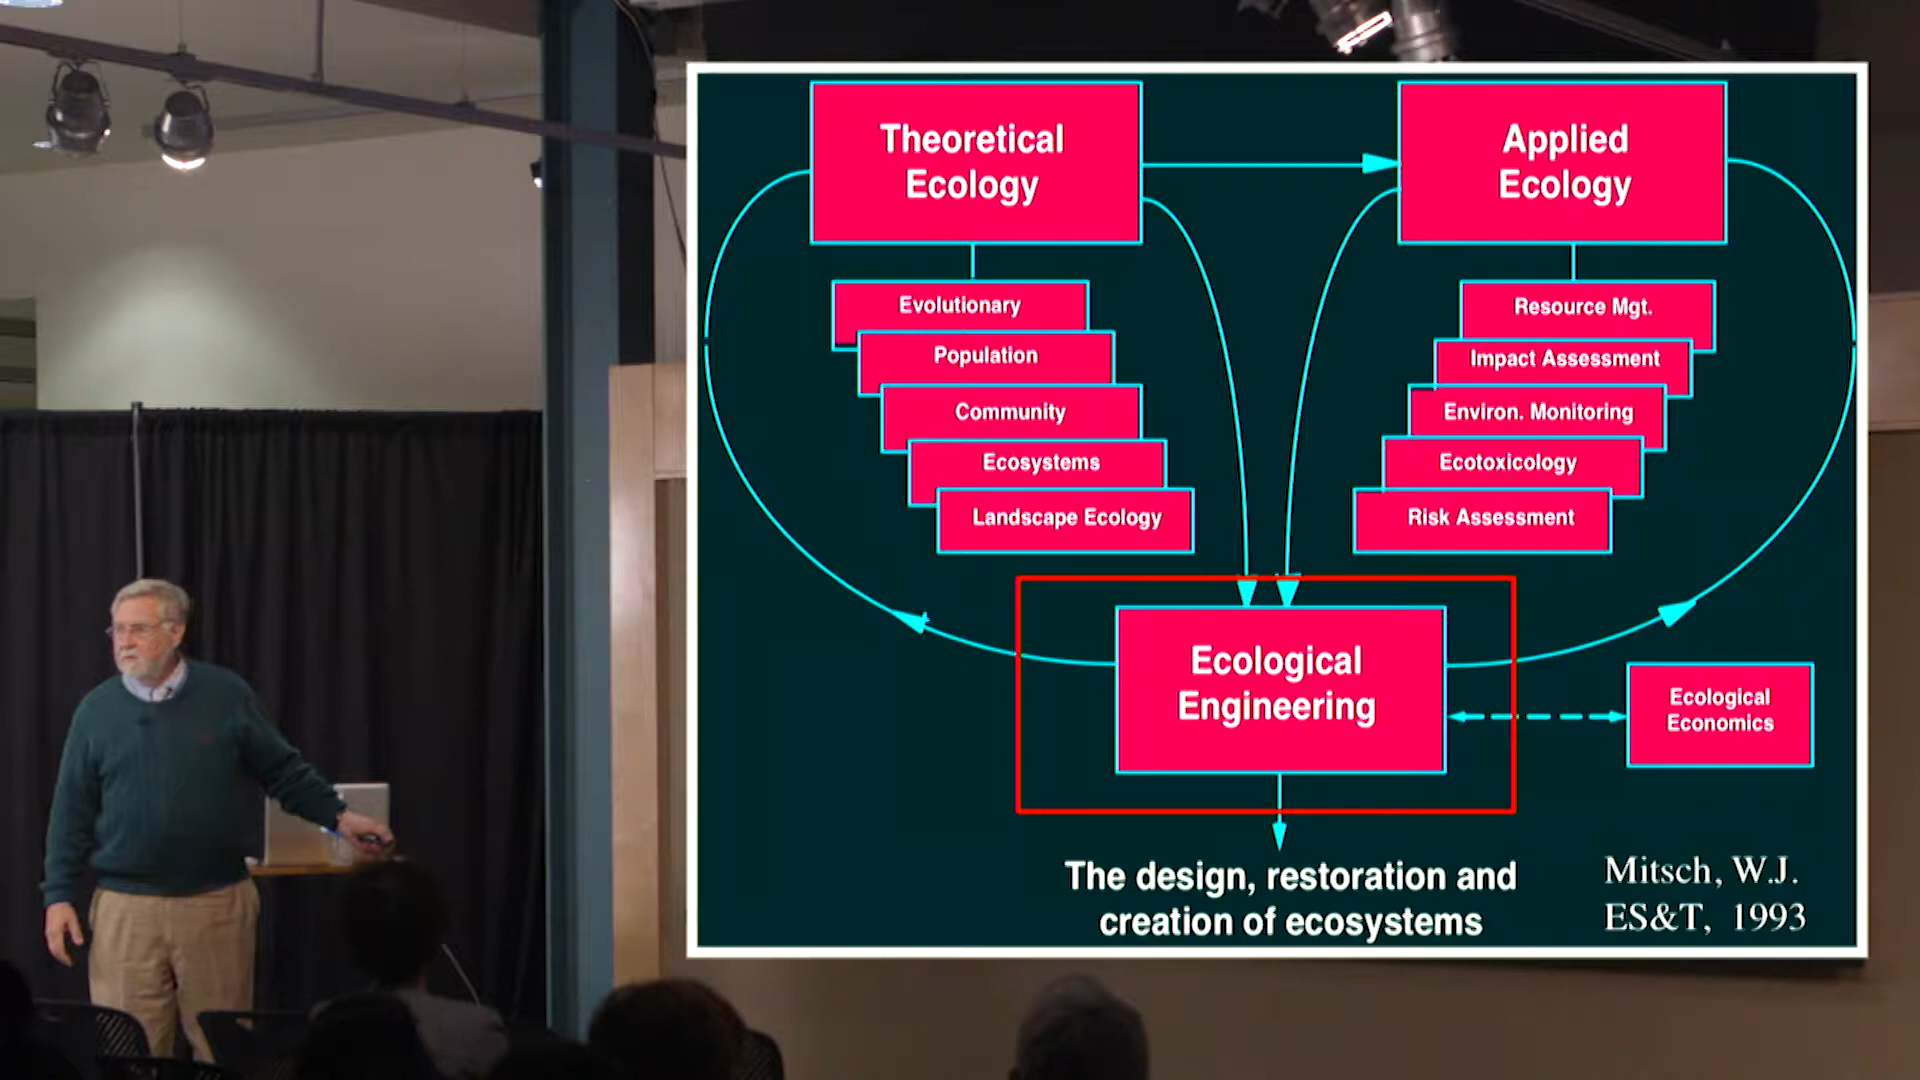 Theoretical
Ecology
Applied
Ecology
Evolutionary
Population
Community
Ecosystems
Landscape Ecology
Resource Mgt.
Impact Assessment
Environ. Monitoring
Ecotoxicology
Risk Assessment
Ecological
Engineering
Ecological
Economics
The design, restoration and
creation of ecosystems
Mitsch, W.J.
ES&T, 1993